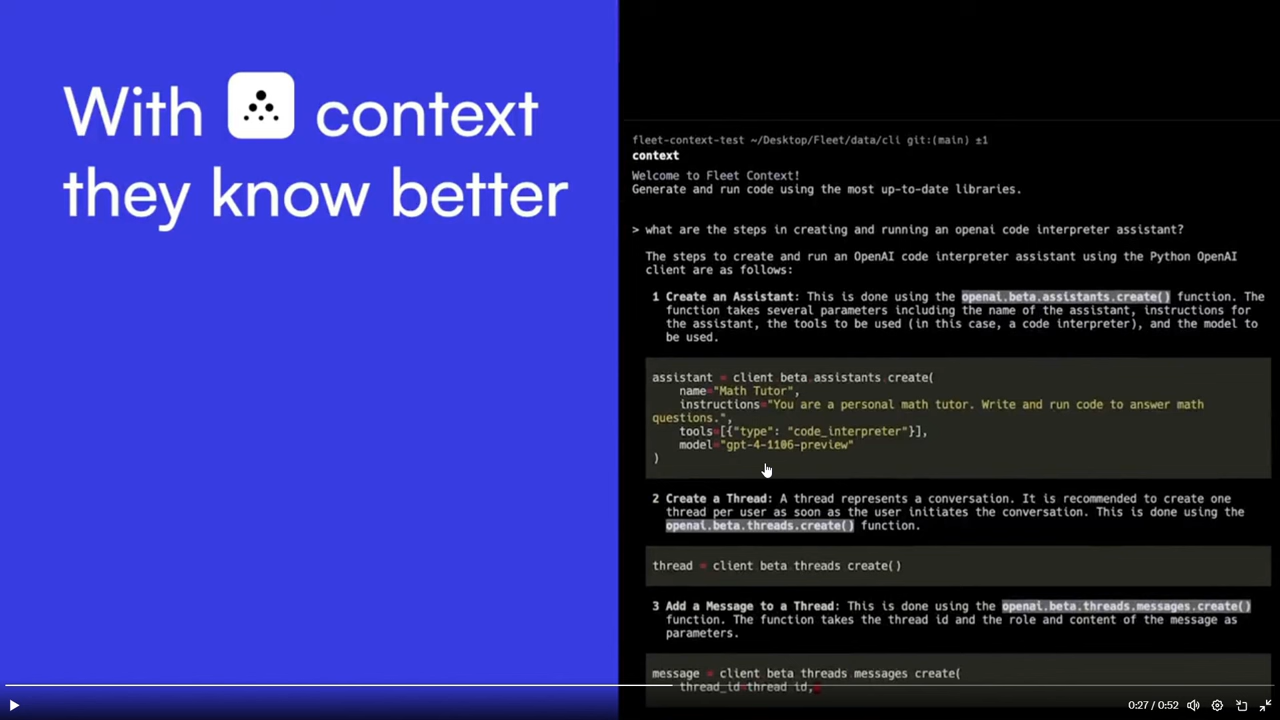 With context
they know better
fleet-context-test ~/Desktop/Fleet/data/cli git:(main) ±1
context
Welcome to Fleet Context!
Generate and run code using the most up-to-date libraries.
> what are the steps in creating and running an openai code interpreter assistant?
The steps to create and run an OpenAI code interpreter assistant using the Python OpenAI
client are as follows:
1 Create an Assistant: This is done using the openai.beta.assistants.create() function. The
function takes several parameters including the name of the assistant, instructions for
the assistant, the tools to be used (in this case, a code interpreter), and the model to
be used.
assistant = client beta assistants create(
name="Math Tutor",
instructions="You are a personal math tutor. Write and run code to answer math
questions.",
tools=[{"type": "code_interpreter"}],
model="gpt-4-1106-preview"
)
2 Create a Thread: A thread represents a conversation. It is recommended to create one
thread per user as soon as the user initiates the conversation. This is done using the
openai.beta.threads.create() function.
thread = client beta threads create()
3 Add a Message to a Thread: This is done using the openai.beta.threads.messages.create()
function. The function takes the thread id and the role and content of the message as
parameters.
message = client beta threads messages create(
thread_id=thread id,
0:27 / 0:52